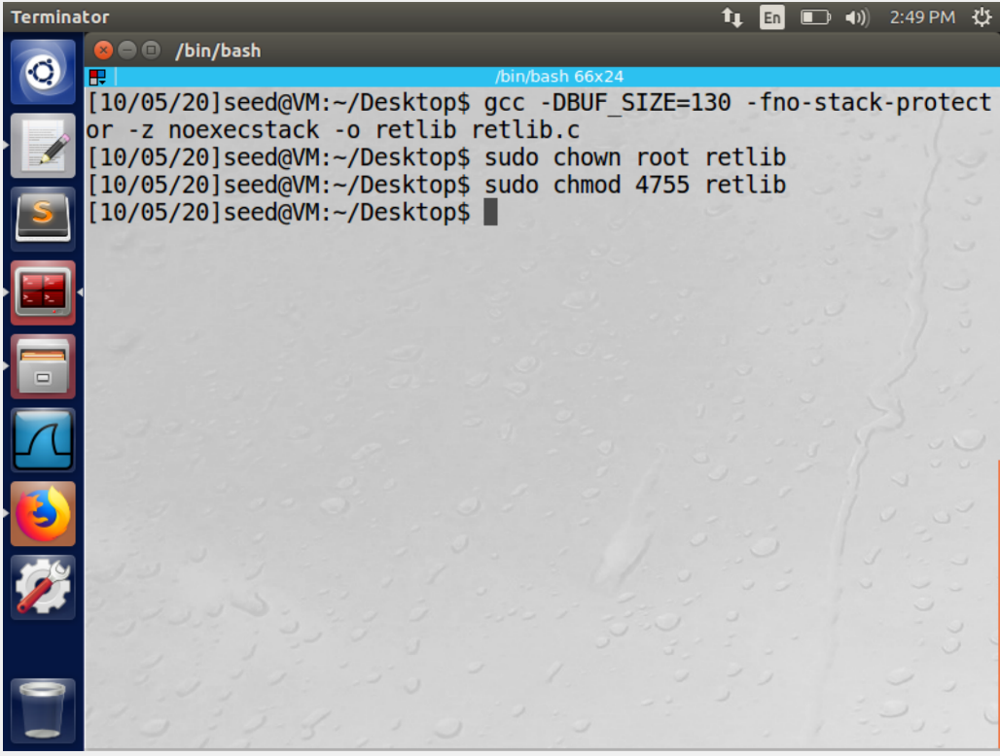 Terminator
En
2:49 PM
/bin/bash
/bin/bash 66x24
[10/05/20]seed@VM:~/Desktop$ gcc -DBUF_SIZE=130 -fno-stack-protect
or -z noexecstack -o retlib retlib.c
[10/05/20]seed@VM:~/Desktop$ sudo chown root retlib
[10/05/20]seed@VM:~/Desktop$ sudo chmod 4755 retlib
[10/05/20]seed@VM:~/Desktop$